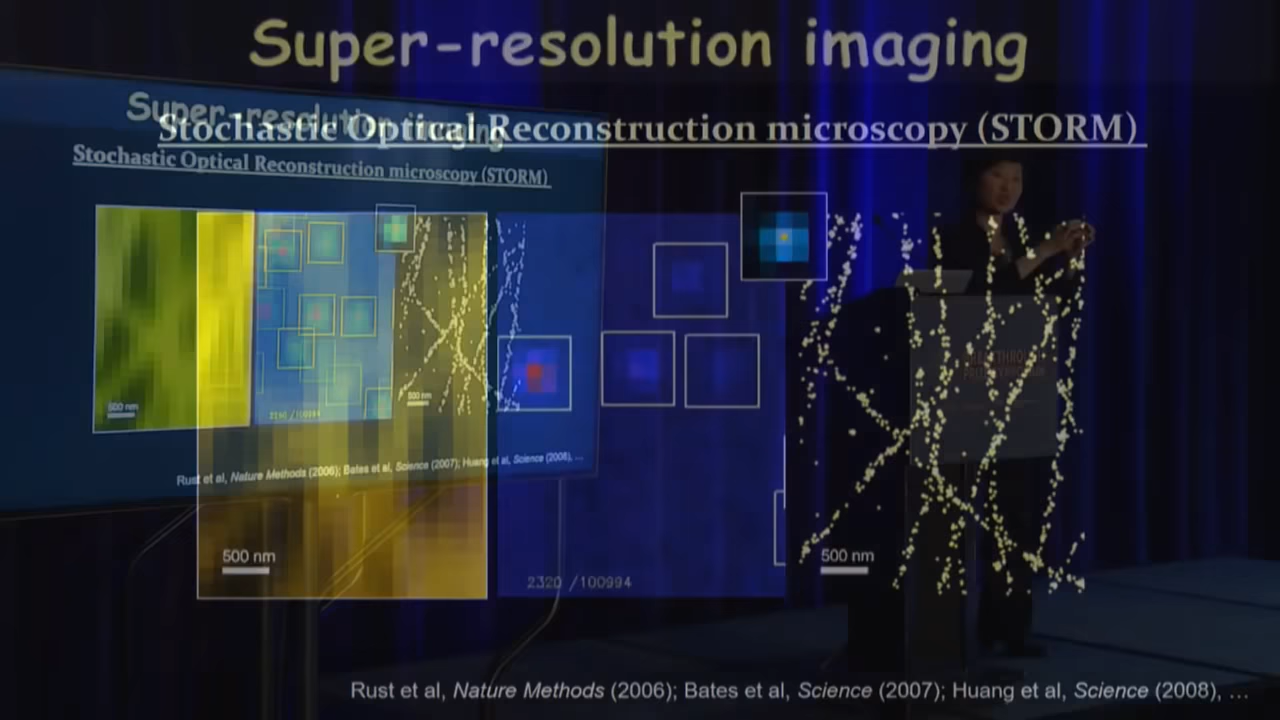 Super-resolution imaging
Stochastic Optical Reconstruction microscopy (STORM)
500 nm
2320 /100994
500 nm
Rust et al, Nature Methods (2006); Bates et al, Science (2007); Huang et al, Science (2008), …
Super-resolution imaging
Stochastic Optical Reconstruction microscopy (STORM)
500 nm
500 nm
Rust et al, Nature Methods (2006); Bates et al, Science (2007); Huang et al, Science (2008), ...